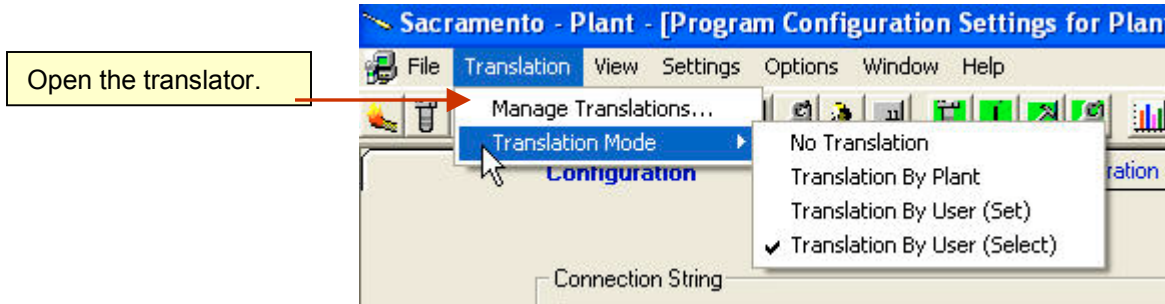 Sacramento - Plant - [Program Configuration Settings for Plan
Open the translator.
File Translation View Settings Options Window Help
Manage Translations...
Translation Mode
No Translation
Translation By Plant
Translation By User (Set)
Translation By User (Select)
Configuration
ration
Connection String